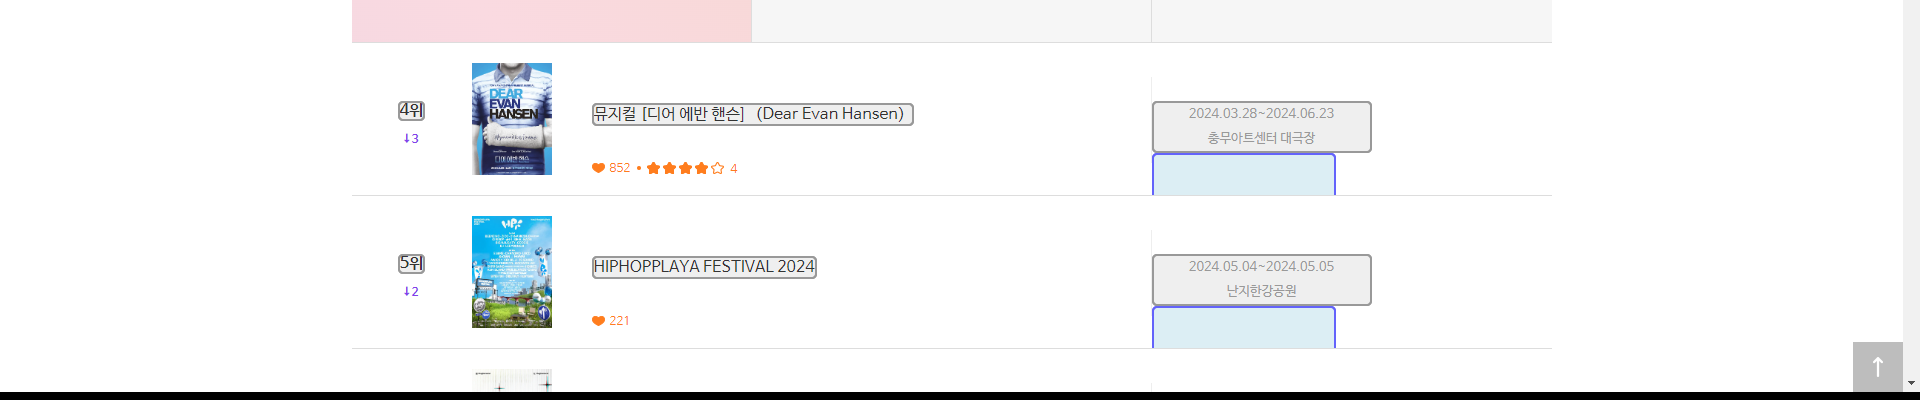 4위
↓3
DEAR
EVAN
HANSEN
뮤지컬 [디어 에반 핸슨] (Dear Evan Hansen)
852 • 4
2024.03.28~2024.06.23
충무아트센터 대극장
5위
↓2
HIPHOPPLAYA FESTIVAL 2024
221
2024.05.04~2024.05.05
난지한강공원
↑